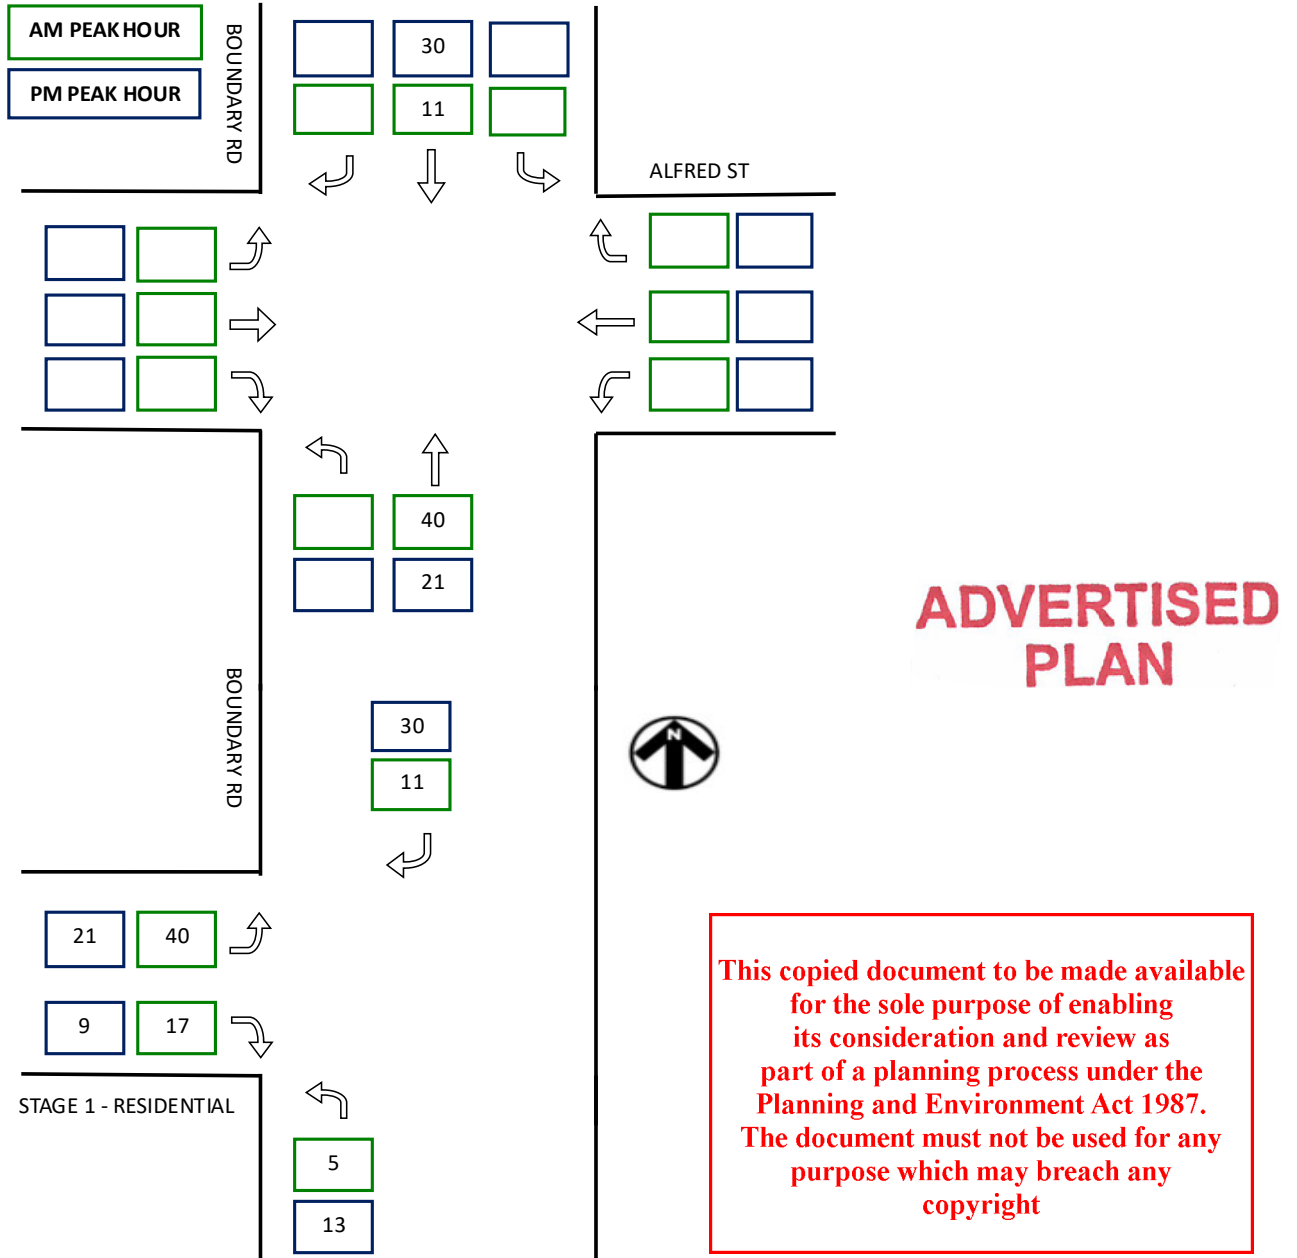 AM PEAK HOUR
PM PEAK HOUR
BOUNDARY RD
30
11
ALFRED ST
40
21
BOUNDARY RD
30
11
N
ADVERTISED
PLAN
21 40
9 17
STAGE 1 - RESIDENTIAL
5
13
This copied document to be made available
for the sole purpose of enabling
its consideration and review as
part of a planning process under the
Planning and Environment Act 1987.
The document must not be used for any
purpose which may breach any
copyright